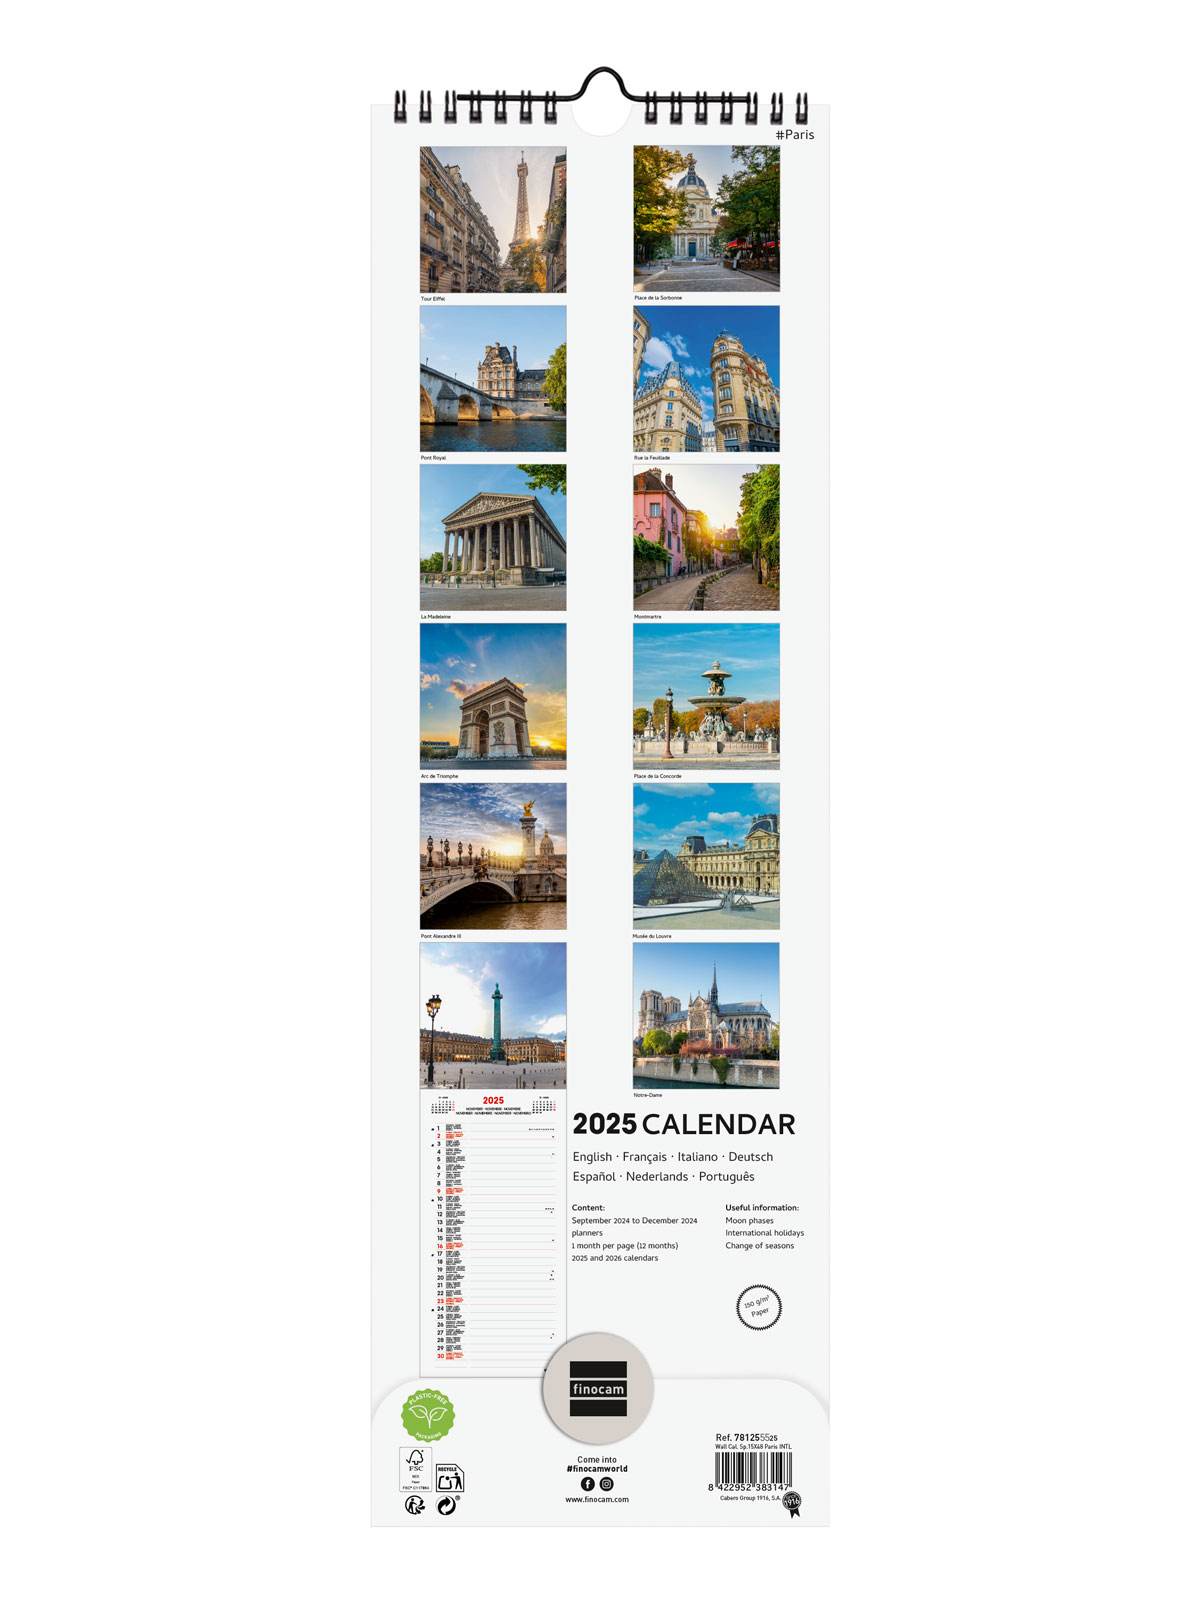 #Paris
Tour Eiffel
Place de la Sorbonne
Pont Royal
Rue la Feuillade
La Madeleine
Montmartre
Arc de Triomphe
Place de la Concorde
Pont Alexandre III
Musée du Louvre
Notre-Dame
2025
NOVIEMBRE · NOVEMBRE · NOVEMBRE
1
2
3
4
5
6
7
8
9
10
11
12
13
14
15
16
17
18
19
20
21
22
23
24
25
26
27
28
29
30
2025 CALENDAR
English · Français · Italiano · Deutsch
Español · Nederlands · Português
Content:
September 2024 to December 2024
planners
1 month per page (12 months)
2025 and 2026 calendars
Useful information:
Moon phases
International holidays
Change of seasons
150 g/m²
Paper
finocam
PLASTIC-FREE
PACKAGING
FSC
MIX
Paper
RECYCLE
Come into
#finocamworld
www.finocam.com
Ref. 781255525
Wall Cal. Sp.15X48 Paris INTL
8 422952 383147
Cabero Group 1916, S.A.
1916